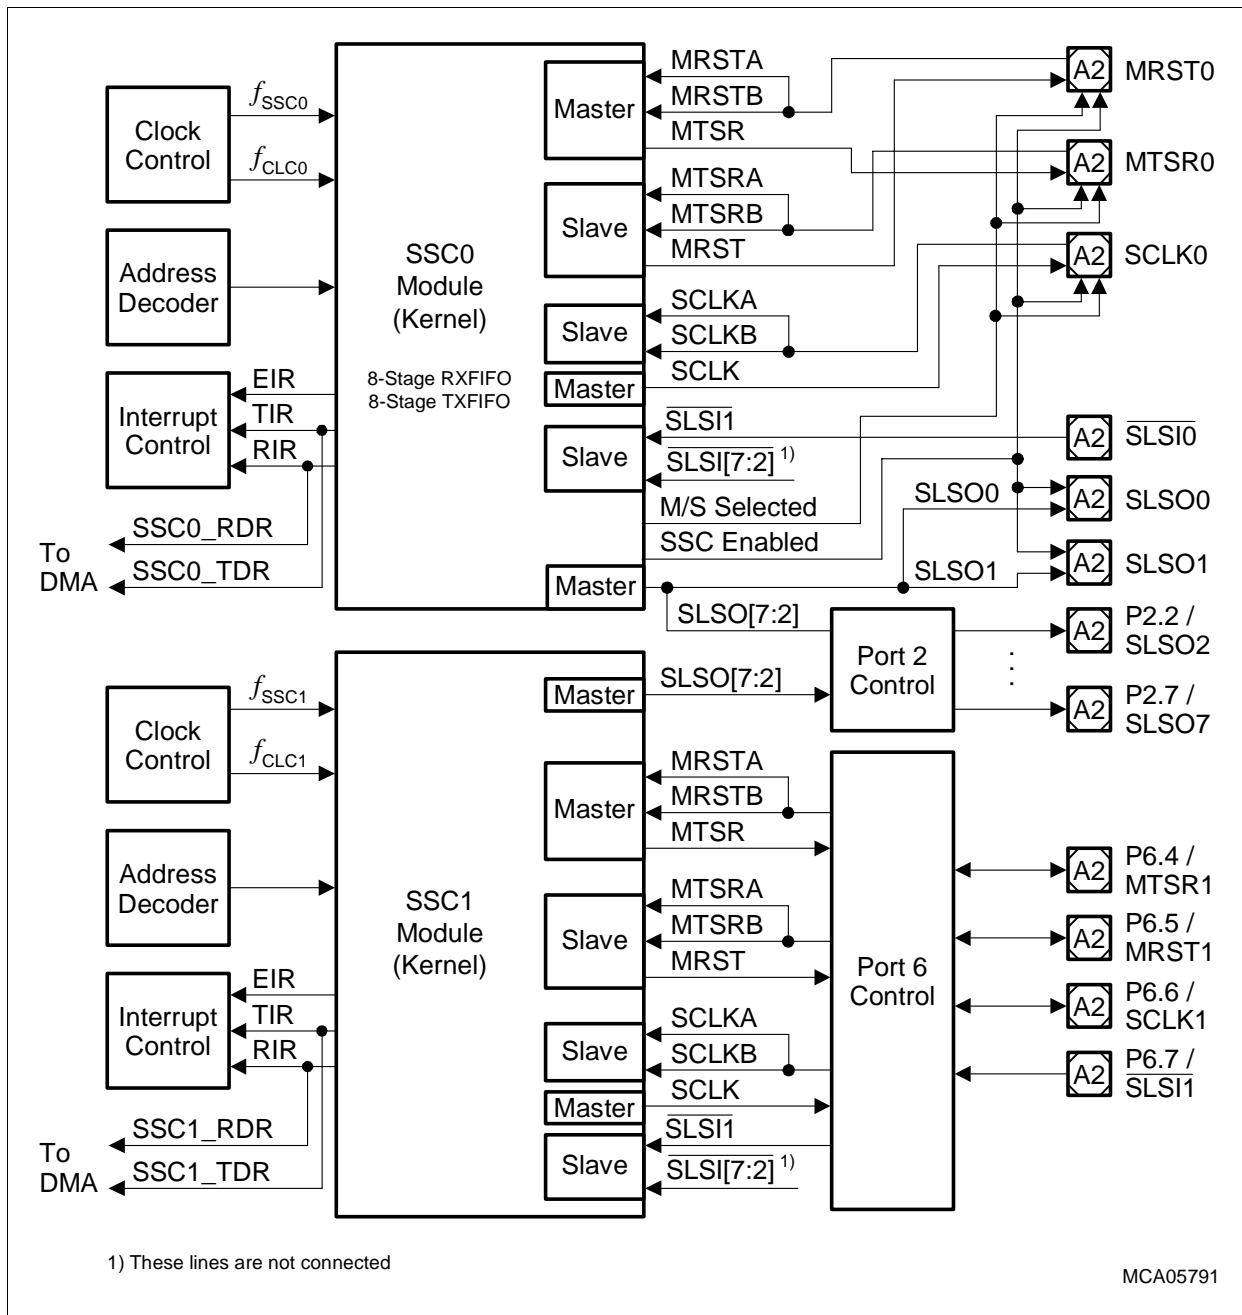 Clock
Control
fSSC0
fCLC0
Address
Decoder
Interrupt
Control
EIR
TIR
RIR
SSC0_RDR
SSC0_TDR
To
DMA
SSC0
Module
(Kernel)
8-Stage RXFIFO
8-Stage TXFIFO
Master
MRSTA
MRSTB
MTSR
Slave
MTSRA
MTSRB
MRST
Slave
SCLKA
SCLKB
Master
SCLK
Slave
SLSI1
SLSI[7:2] 1)
M/S Selected
SSC Enabled
Master
SLSO0
SLSO1
SLSO[7:2]
A2 MRST0
A2 MTSR0
A2 SCLK0
A2 SLSI0
A2 SLSO0
A2 SLSO1
Port 2
Control
A2 P2.2 /
SLSO2
A2 P2.7 /
SLSO7
Clock
Control
fSSC1
fCLC1
Address
Decoder
Interrupt
Control
EIR
TIR
RIR
SSC1_RDR
SSC1_TDR
To
DMA
SSC1
Module
(Kernel)
Master
SLSO[7:2]
Master
MRSTA
MRSTB
MTSR
Slave
MTSRA
MTSRB
MRST
Slave
SCLKA
SCLKB
Master
SCLK
Slave
SLSI1
SLSI[7:2] 1)
Port 6
Control
A2 P6.4 /
MTSR1
A2 P6.5 /
MRST1
A2 P6.6 /
SCLK1
A2 P6.7 /
SLSI1
1) These lines are not connected
MCA05791